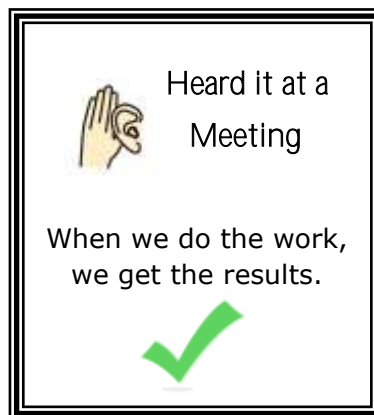 Heard it at a
Meeting
When we do the work,
we get the results.